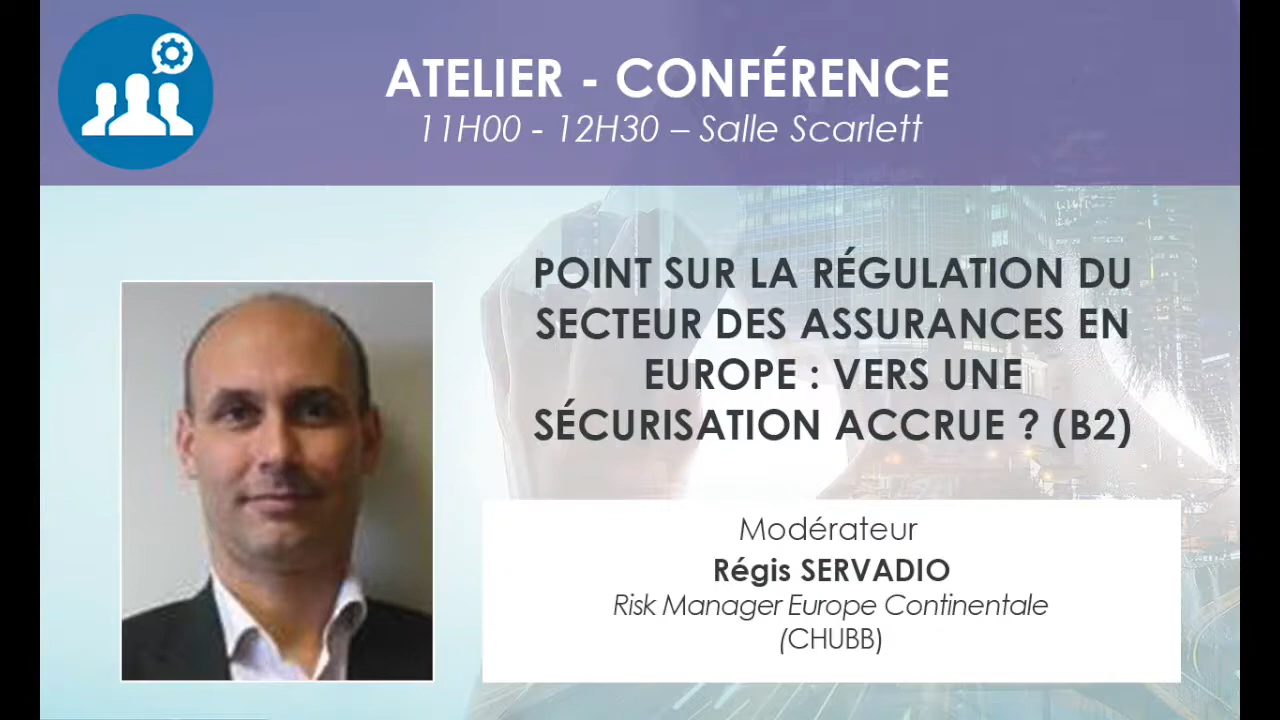 ATELIER - CONFÉRENCE
11H00 - 12H30 – Salle Scarlett
POINT SUR LA RÉGULATION DU
SECTEUR DES ASSURANCES EN
EUROPE : VERS UNE
SÉCURISATION ACCRUE ? (B2)
Modérateur
Régis SERVADIO
Risk Manager Europe Continentale
(CHUBB)